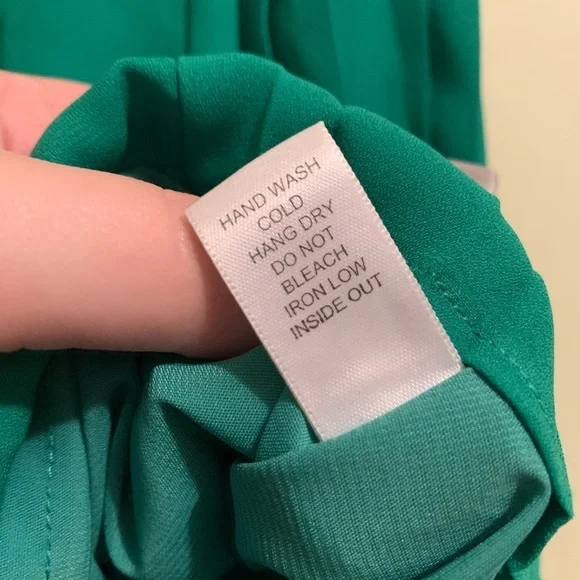 HAND WASH
COLD
HANG DRY
DO NOT
BLEACH
IRON LOW
INSIDE OUT